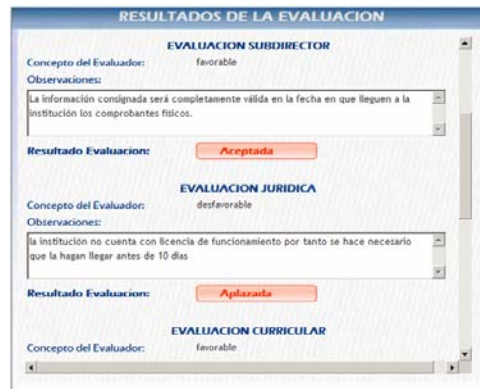 RESULTADOS DE LA EVALUACION
EVALUACION SUBDIRECTOR
Concepto del Evaluador: favorable
Observaciones:
La información consignada será completamente válida en la fecha en que lleguen a la
institución los comprobantes físicos.
Resultado Evaluacion: Aceptada
EVALUACION JURIDICA
Concepto del Evaluador: desfavorable
Observaciones:
la institución no cuenta con licencia de funcionamiento por tanto se hace necesario
que la hagan llegar antes de 10 dias
Resultado Evaluacion: Aplazada
EVALUACION CURRICULAR
Concepto del Evaluador: favorable